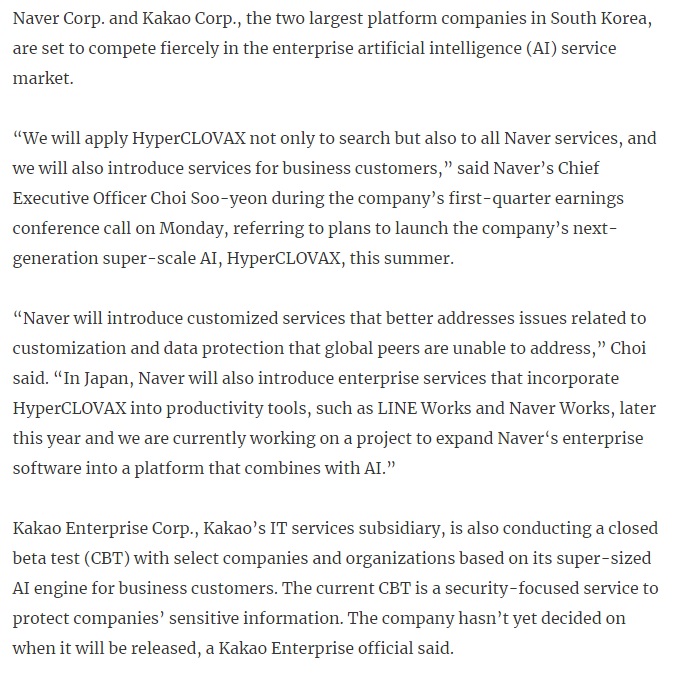 Naver Corp. and Kakao Corp., the two largest platform companies in South Korea,
are set to compete fiercely in the enterprise artificial intelligence (AI) service
market.
“We will apply HyperCLOVAX not only to search but also to all Naver services, and
we will also introduce services for business customers,” said Naver’s Chief
Executive Officer Choi Soo-yeon during the company’s first-quarter earnings
conference call on Monday, referring to plans to launch the company’s next-
generation super-scale AI, HyperCLOVAX, this summer.
“Naver will introduce customized services that better addresses issues related to
customization and data protection that global peers are unable to address,” Choi
said. “In Japan, Naver will also introduce enterprise services that incorporate
HyperCLOVAX into productivity tools, such as LINE Works and Naver Works, later
this year and we are currently working on a project to expand Naver‘s enterprise
software into a platform that combines with AI.”
Kakao Enterprise Corp., Kakao’s IT services subsidiary, is also conducting a closed
beta test (CBT) with select companies and organizations based on its super-sized
AI engine for business customers. The current CBT is a security-focused service to
protect companies’ sensitive information. The company hasn’t yet decided on
when it will be released, a Kakao Enterprise official said.